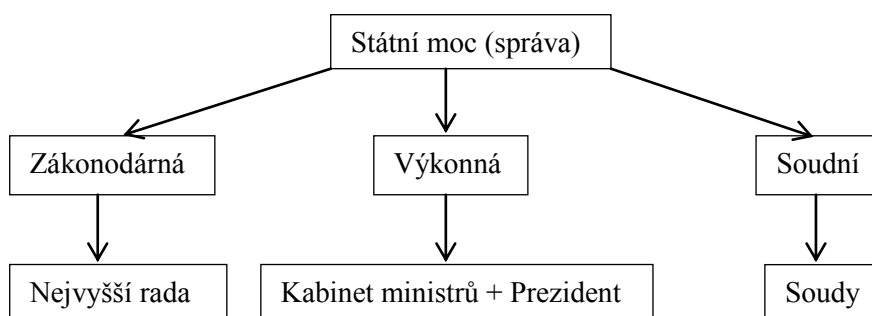 Státní moc (správa)
Zákonodárná
Výkonná
Soudní
Nejvyšší rada
Kabinet ministrů + Prezident
Soudy